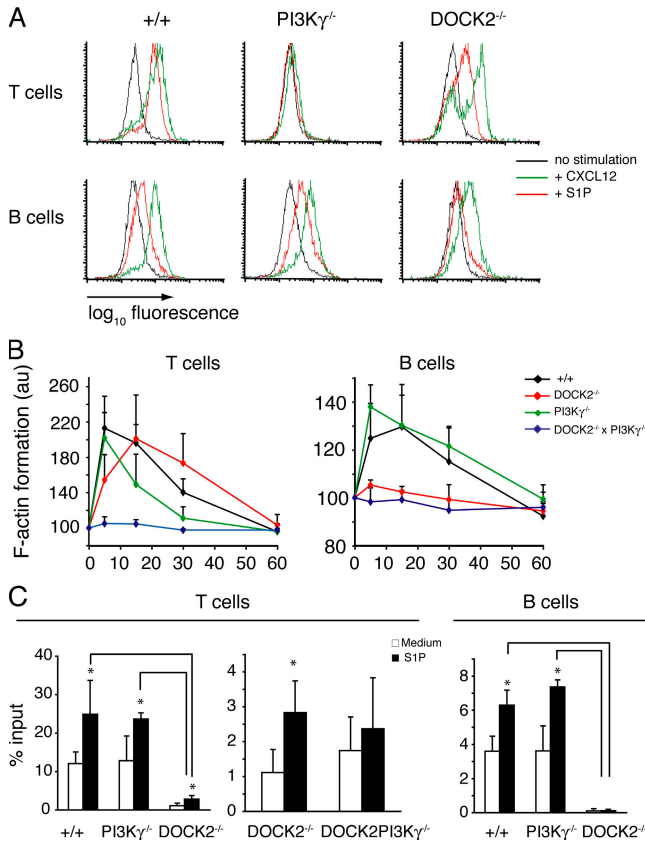 A
+/+ PI3Kγ-/- DOCK2-/-
T cells
no stimulation
+ CXCL12
+ S1P
B cells
log10 fluorescence
B
T cells B cells
F-actin formation (au)
260
220
180
140
100
0 10 20 30 40 50 60
140
120
100
80
0 10 20 30 40 50 60
+/+
DOCK2-/-
PI3Kγ-/-
DOCK2-/- x PI3Kγ-/-
C
T cells B cells
Medium
S1P
% input
40
30
20
10
0
* * *
+/+ PI3Kγ-/- DOCK2-/-
4
3
2
1
0
*
DOCK2-/- DOCK2PI3Kγ-/-
8
6
4
2
0
* *
+/+ PI3Kγ-/- DOCK2-/-